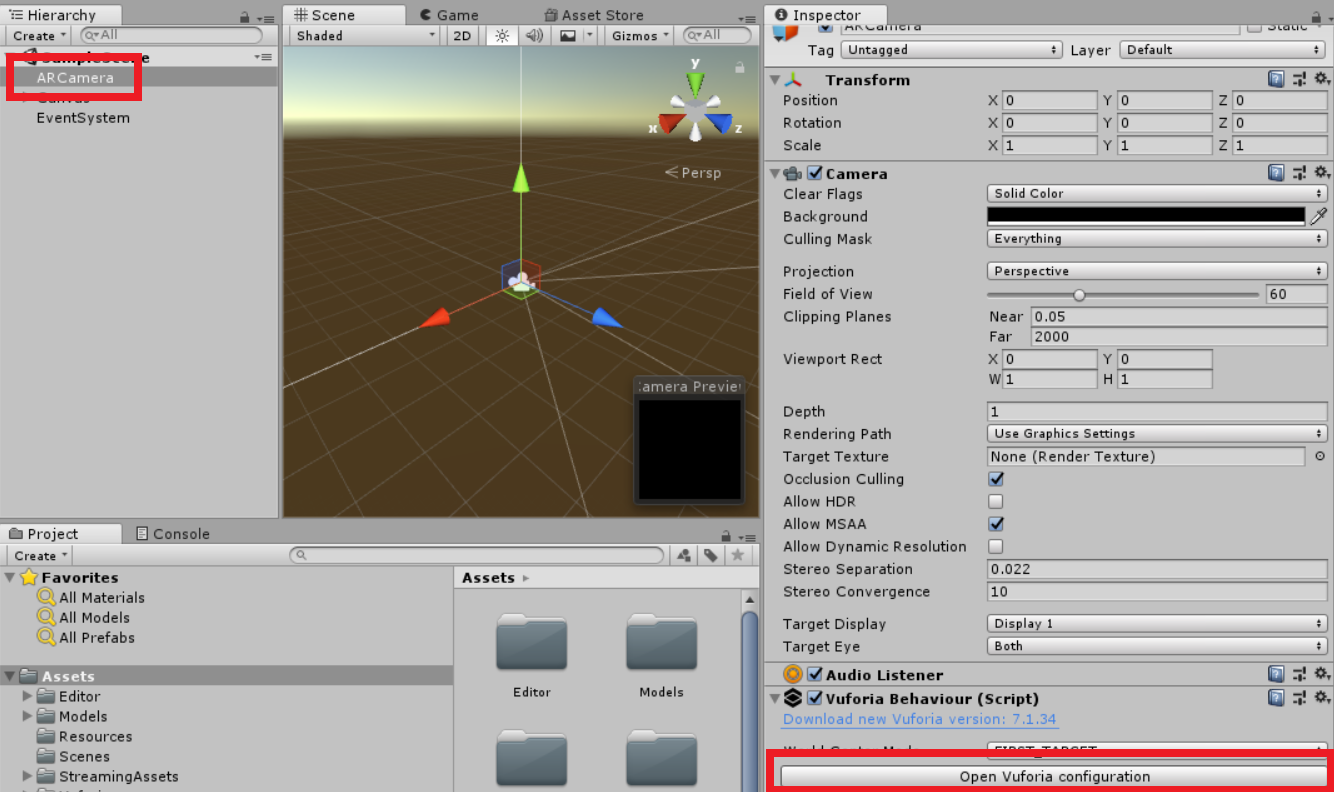 Hierarchy
Create
All
SampleScene
ARCamera
Canvas
EventSystem
Scene
Game
Asset Store
Shaded
2D
Gizmos
All
y
x
z
Persp
Camera Preview
Inspector
ARCamera
Static
Tag Untagged Layer Default
Transform
Position X 0 Y 0 Z 0
Rotation X 0 Y 0 Z 0
Scale X 1 Y 1 Z 1
Camera
Clear Flags Solid Color
Background
Culling Mask Everything
Projection Perspective
Field of View 60
Clipping Planes Near 0.05
Far 2000
Viewport Rect X 0 Y 0
W 1 H 1
Depth 1
Rendering Path Use Graphics Settings
Target Texture None (Render Texture)
Occlusion Culling
Allow HDR
Allow MSAA
Allow Dynamic Resolution
Stereo Separation 0.022
Stereo Convergence 10
Target Display Display 1
Target Eye Both
Audio Listener
Vuforia Behaviour (Script)
Download new Vuforia version: 7.1.34
World Center Mode FIRST_TARGET
Open Vuforia configuration
Project
Console
Create
Favorites
All Materials
All Models
All Prefabs
Assets
Editor
Models
Resources
Scenes
StreamingAssets
Assets
Editor
Models